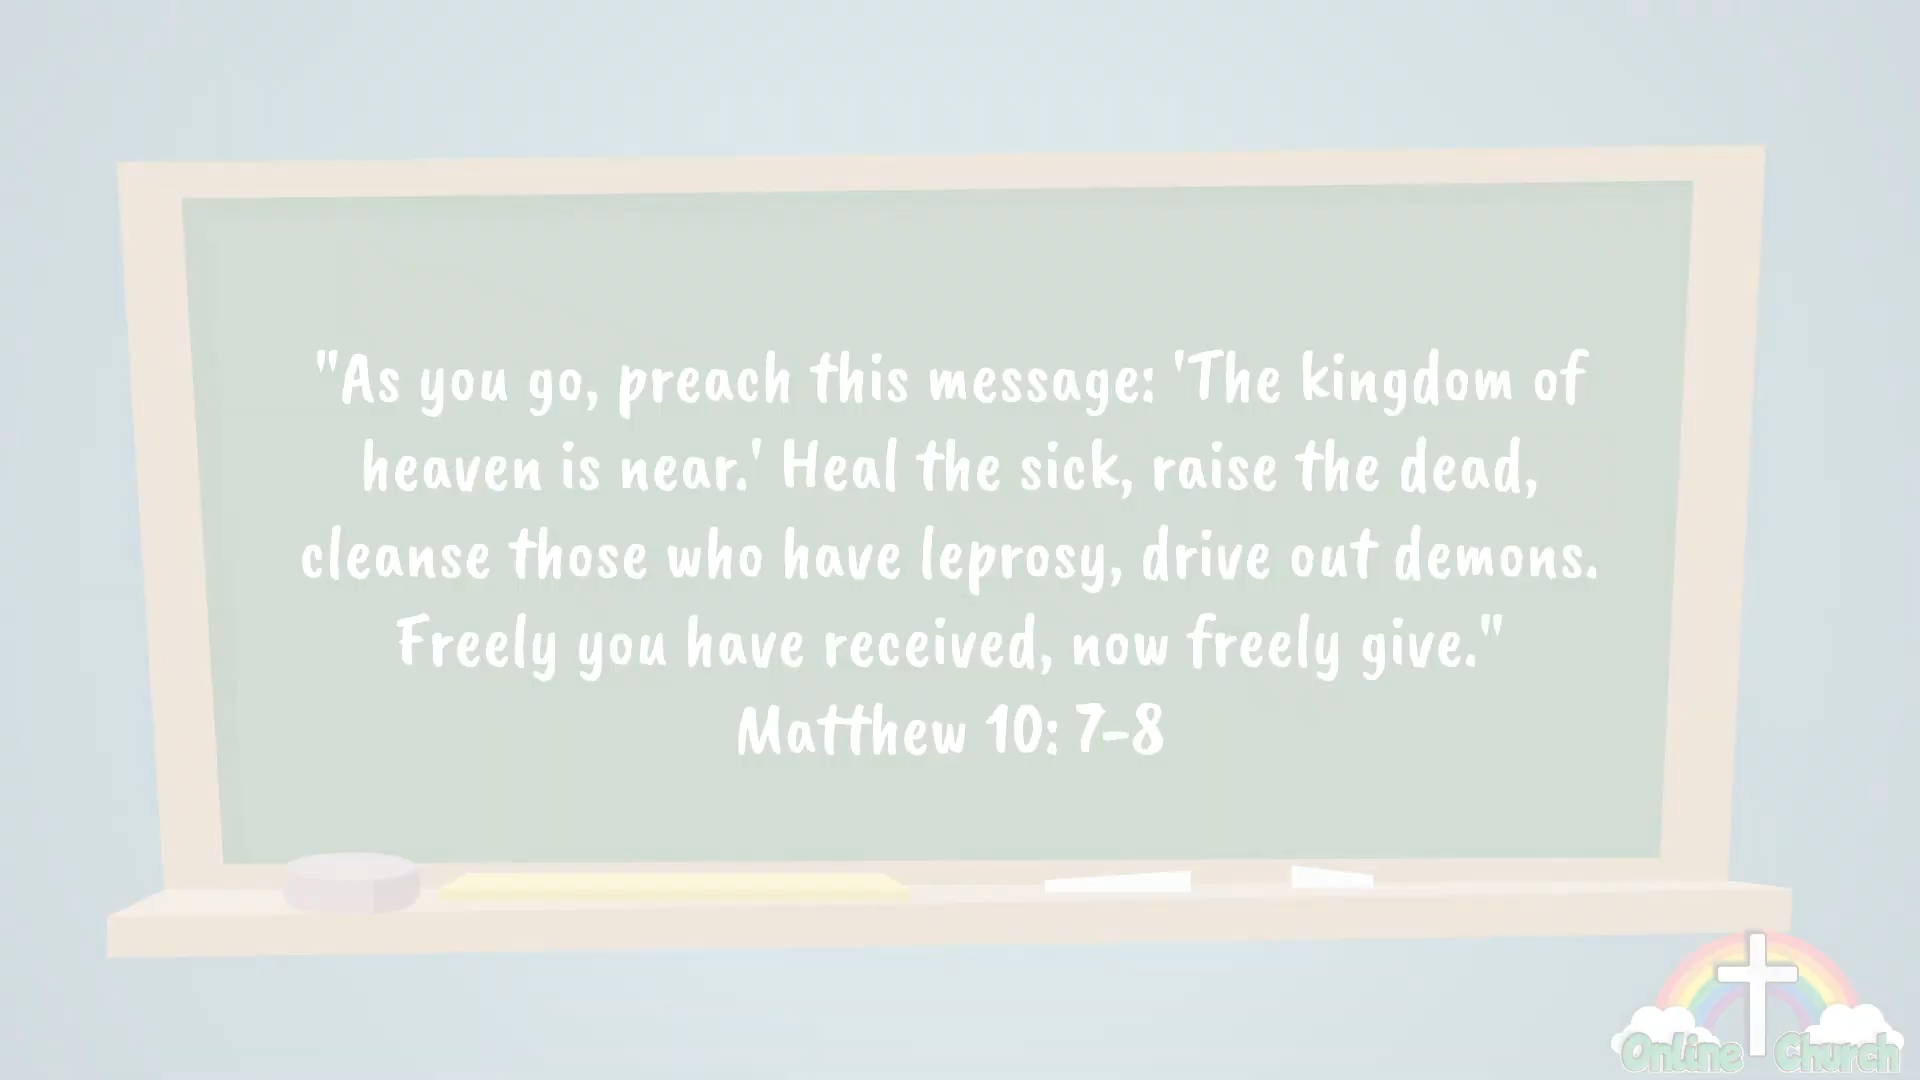 "As you go, preach this message: 'The kingdom of
heaven is near.' Heal the sick, raise the dead,
cleanse those who have leprosy, drive out demons.
Freely you have received, now freely give."
Matthew 10: 7-8
Online Church